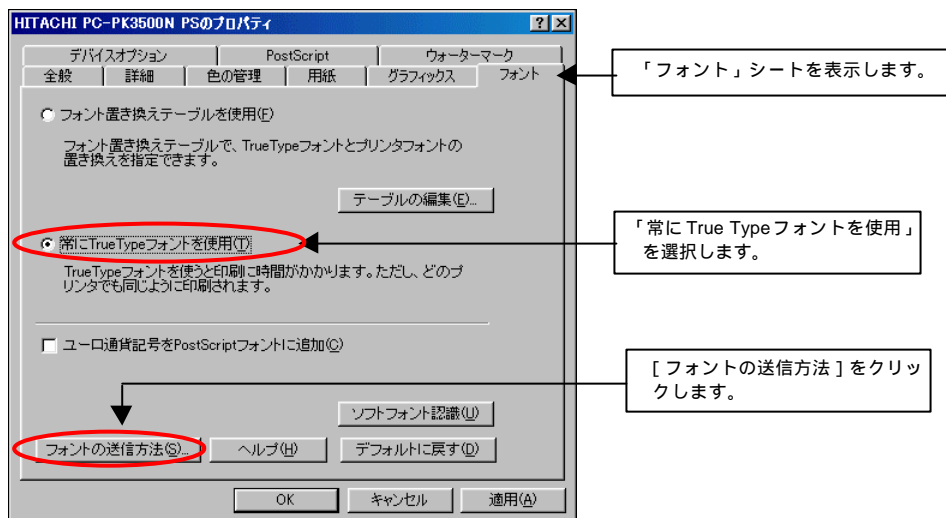 HITACHI PC-PK3500N PSのプロパティ
デバイスオプション PostScript ウォーターマーク
全般 詳細 色の管理 用紙 グラフィックス フォント
「フォント」シートを表示します。
フォント置き換えテーブルを使用(F)
フォント置き換えテーブルで、TrueTypeフォントとプリンタフォントの
置き換えを指定できます。
テーブルの編集(E)...
常にTrueTypeフォントを使用(T)
「常に True Type フォントを使用」
を選択します。
TrueTypeフォントを使うと印刷に時間がかかります。ただし、どのプ
リンタでも同じように印刷されます。
ユーロ通貨記号をPostScriptフォントに追加(C)
[ フォントの送信方法 ] をクリッ
クします。
ソフトフォント認識(U)
フォントの送信方法(S)... ヘルプ(H) デフォルトに戻す(D)
OK キャンセル 適用(A)